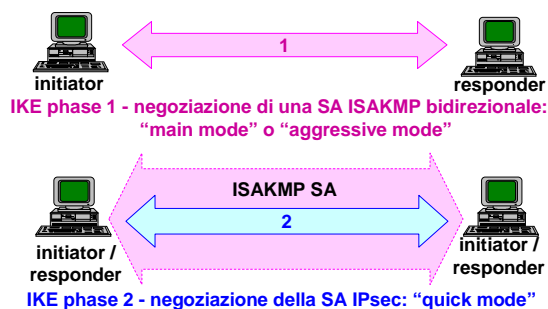 1
initiator
responder
IKE phase 1 - negoziazione di una SA ISAKMP bidirezionale:
“main mode” o “aggressive mode”
ISAKMP SA
2
initiator /
responder
initiator /
responder
IKE phase 2 - negoziazione della SA IPsec: “quick mode”